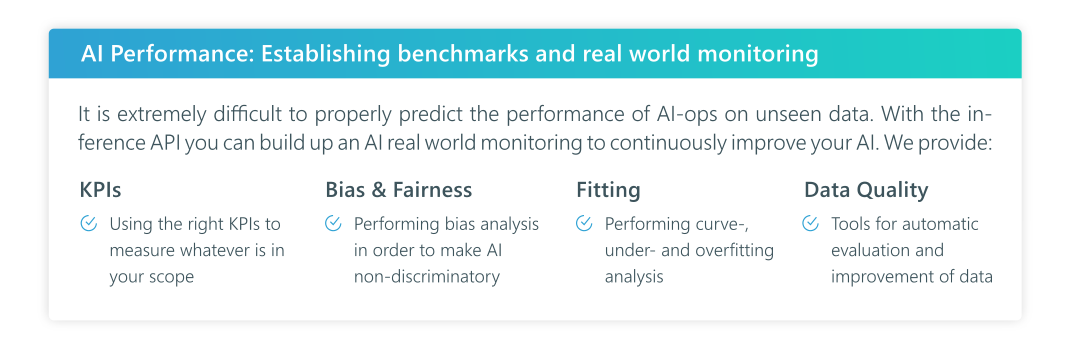 AI Performance: Establishing benchmarks and real world monitoring
It is extremely difficult to properly predict the performance of AI-ops on unseen data. With the in-
ference API you can build up an AI real world monitoring to continuously improve your AI. We provide:
KPIs
Using the right KPIs to
measure whatever is in
your scope
Bias & Fairness
Performing bias analysis
in order to make AI
non-discriminatory
Fitting
Performing curve-,
under- and overfitting
analysis
Data Quality
Tools for automatic
evaluation and
improvement of data